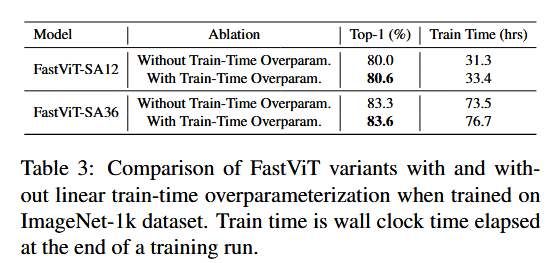 Model Ablation Top-1 (%) Train Time (hrs)
FastViT-SA12 Without Train-Time Overparam. 80.0 31.3
With Train-Time Overparam. 80.6 33.4
FastViT-SA36 Without Train-Time Overparam. 83.3 73.5
With Train-Time Overparam. 83.6 76.7
Table 3: Comparison of FastViT variants with and with-
out linear train-time overparameterization when trained on
ImageNet-1k dataset. Train time is wall clock time elapsed
at the end of a training run.